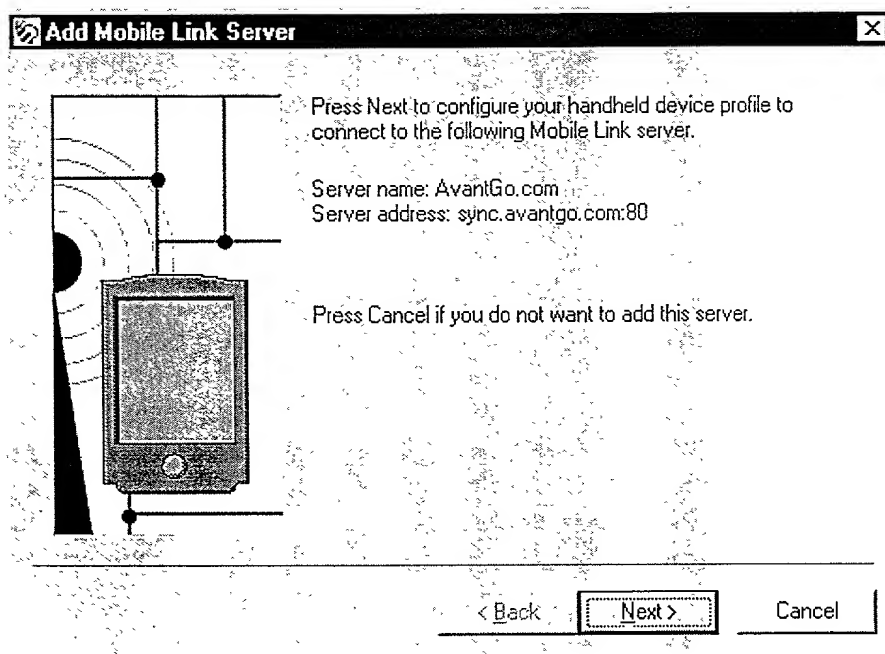 Add Mobile Link Server
Press Next to configure your handheld device profile to
connect to the following Mobile Link server.
Server name: AvantGo.com
Server address: sync.avantgo.com:80
Press Cancel if you do not want to add this server.
< Back
Next >
Cancel